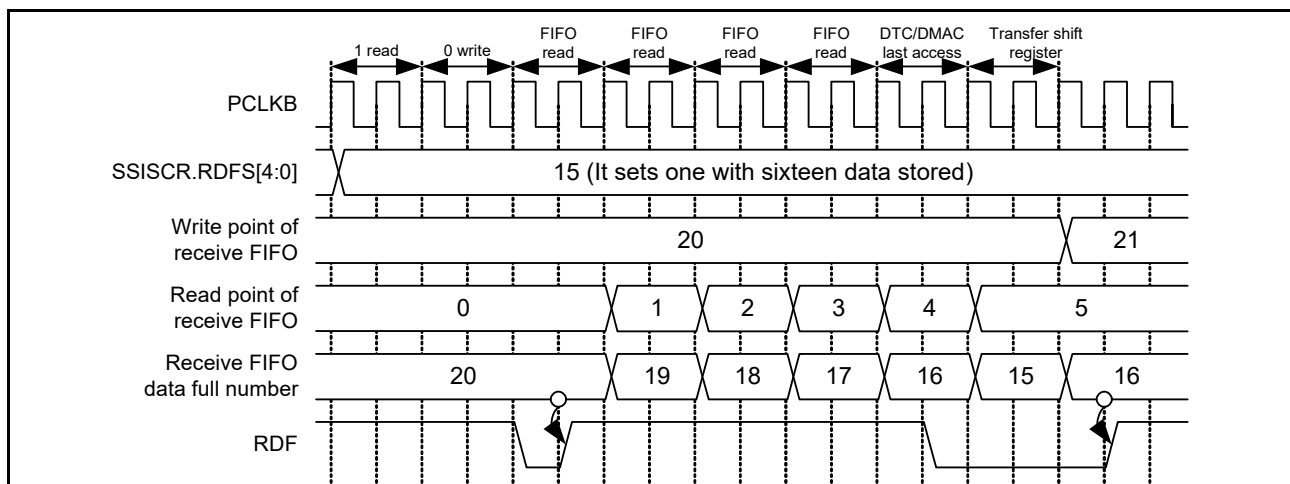 1 read
0 write
FIFO
read
FIFO
read
FIFO
read
FIFO
read
DTC/DMAC
last access
Transfer shift
register
PCLKB
SSISCR.RDFS[4:0]
15 (It sets one with sixteen data stored)
Write point of
receive FIFO
20
21
Read point of
receive FIFO
0
1
2
3
4
5
Receive FIFO
data full number
20
19
18
17
16
15
16
RDF